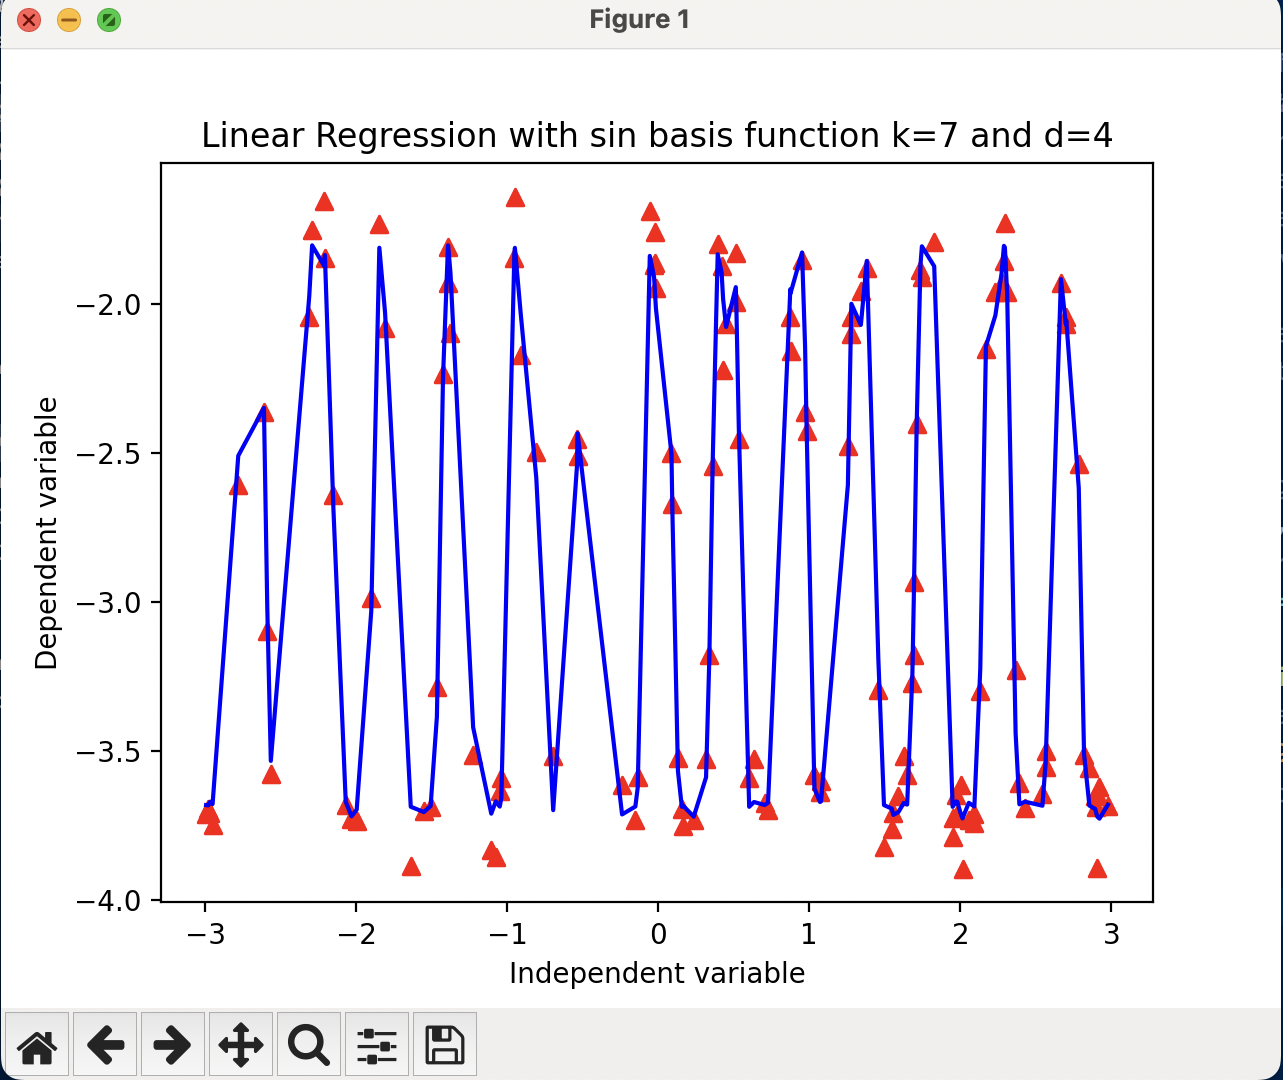 Figure 1
Linear Regression with sin basis function k=7 and d=4
−2.0
−2.5
−3.0
−3.5
−4.0
Dependent variable
−3 −2 −1 0 1 2 3
Independent variable